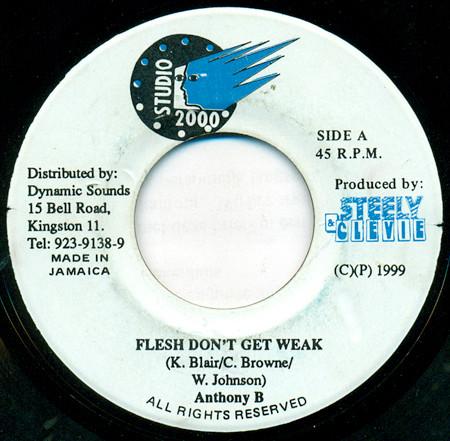 STUDIO
2000
SIDE A
45 R.P.M.
Distributed by:
Dynamic Sounds
15 Bell Road,
Kingston 11.
Tel: 923-9138-9
MADE IN
JAMAICA
Produced by:
STEELY
& CLEVIE
(C)(P) 1999
FLESH DON'T GET WEAK
(K. Blair/C. Browne/
W. Johnson)
Anthony B
ALL RIGHTS RESERVED